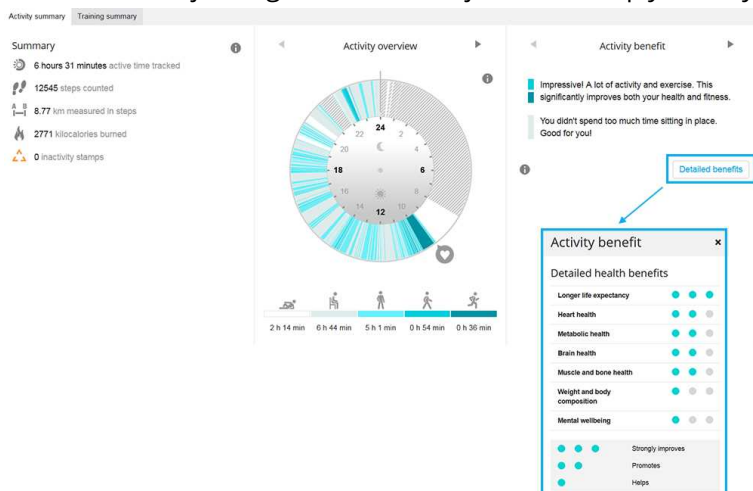 Activity summary Training summary
Summary
6 hours 31 minutes active time tracked
12545 steps counted
A B
8.77 km measured in steps
2771 kilocalories burned
0 inactivity stamps
Activity overview
24
22 2
20 4
18 6
16 8
14 10
12
2 h 14 min 6 h 44 min 5 h 1 min 0 h 54 min 0 h 36 min
Activity benefit
Impressive! A lot of activity and exercise. This
significantly improves both your health and fitness.
You didn't spend too much time sitting in place.
Good for you!
Detailed benefits
Activity benefit ×
Detailed health benefits
Longer life expectancy
Heart health
Metabolic health
Brain health
Muscle and bone health
Weight and body
composition
Mental wellbeing
Strongly improves
Promotes
Helps